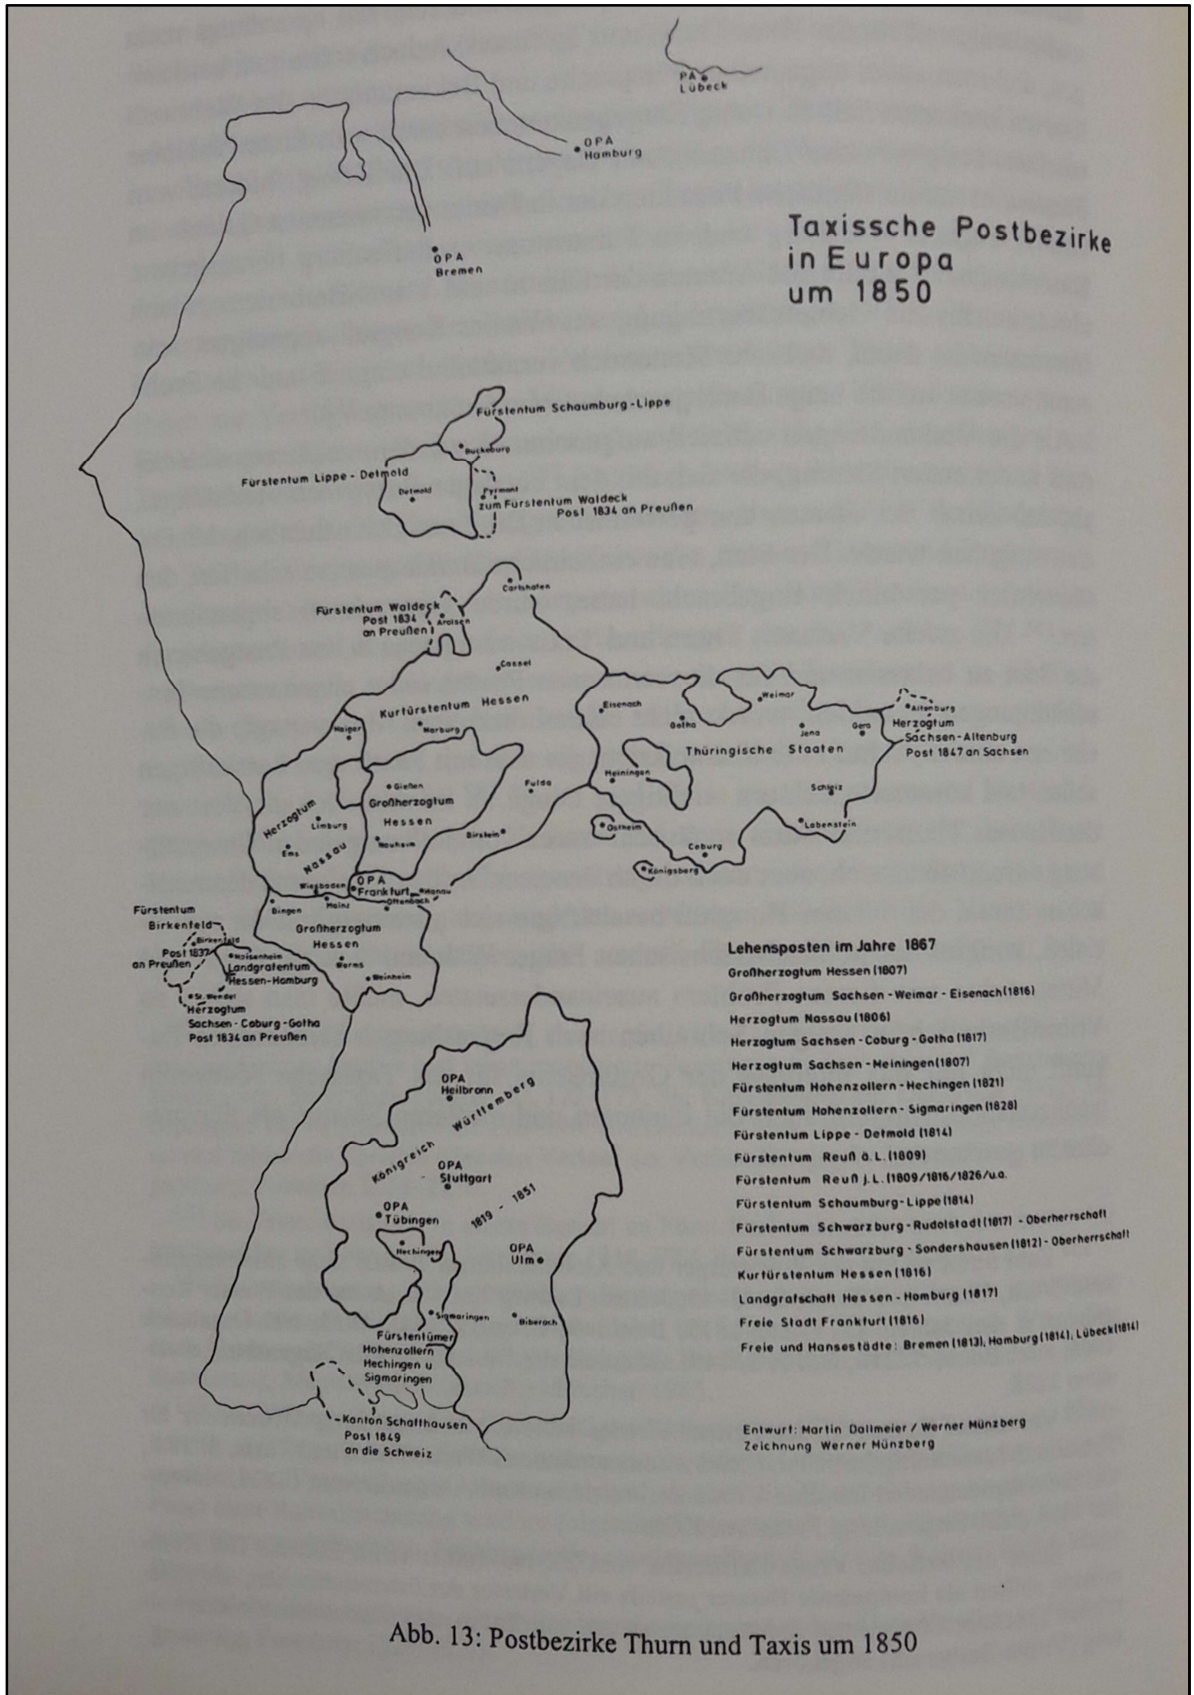 PA
Lübeck
OPA
Hamburg
Taxissche Postbezirke
in Europa
um 1850
OPA
Bremen
Fürstentum Schaumburg-Lippe
Bückeburg
Fürstentum Lippe - Detmold
Detmold
Pyrmont
zum Fürstentum Waldeck
Post 1834 an Preußen
Carlshafen
Fürstentum Waldeck
Post 1834
an Preußen
Arolsen
Cassel
Kurfürstentum Hessen
Marburg
Haiger
Eisenach
Gotha
Weimar
Jena
Gera
Altenburg
Herzogtum
Sachsen-Altenburg
Post 1847 an Sachsen
Thüringische Staaten
Meiningen
Schleiz
Lobenstein
Ostheim
Coburg
Königsberg
Gießen
Großherzogtum
Hessen
Nauheim
Fulda
Birstein
Herzogtum
Nassau
Limburg
Ems
Wiesbaden
OPA
Frankfurt
Hanau
Offenbach
Mainz
Bingen
Großherzogtum
Hessen
Worms
Weinheim
Fürstentum
Birkenfeld
Birkenfeld
Post 1837
an Preußen
Meisenheim
Landgrafentum
Hessen-Homburg
St. Wendel
Herzogtum
Sachsen-Coburg-Gotha
Post 1834 an Preußen
Lehensposten im Jahre 1867
Großherzogtum Hessen (1807)
Großherzogtum Sachsen - Weimar - Eisenach (1816)
Herzogtum Nassau (1806)
Herzogtum Sachsen - Coburg - Gotha (1817)
Herzogtum Sachsen - Meiningen (1807)
Fürstentum Hohenzollern - Hechingen (1821)
Fürstentum Hohenzollern - Sigmaringen (1828)
Fürstentum Lippe - Detmold (1814)
Fürstentum Reuß ä. L. (1809)
Fürstentum Reuß j. L. (1809/1816/1826/u.a.
Fürstentum Schaumburg-Lippe (1814)
Fürstentum Schwarzburg - Rudolstadt (1817) - Oberherrschaft
Fürstentum Schwarzburg - Sondershausen (1812) - Oberherrschaft
Kurfürstentum Hessen (1816)
Landgrafschaft Hessen - Homburg (1817)
Freie Stadt Frankfurt (1816)
Freie und Hansestädte: Bremen (1813), Hamburg (1814), Lübeck (1814)
OPA
Heilbronn
Königreich Württemberg
OPA
Stuttgart
1819 - 1851
OPA
Tübingen
Hechingen
OPA
Ulm
Sigmaringen
Biberach
Fürstentümer
Hohenzollern
Hechingen u
Sigmaringen
Kanton Schaffhausen
Post 1849
an die Schweiz
Entwurf: Martin Dallmeier / Werner Münzberg
Zeichnung Werner Münzberg
Abb. 13: Postbezirke Thurn und Taxis um 1850